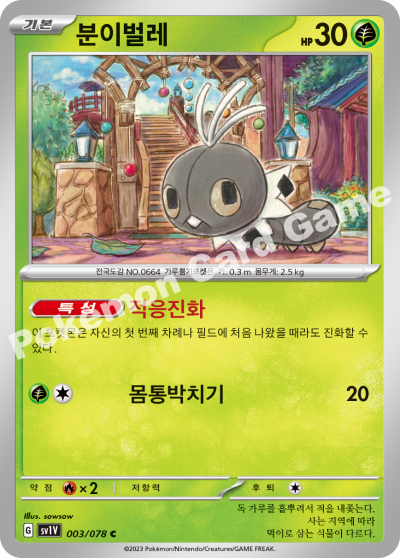 기본
분이벌레
HP 30
전국도감 NO.0664 가루뿜기포켓몬 키: 0.3 m 몸무게: 2.5 kg
특성 적응진화
이 포켓몬은 자신의 첫 번째 차례나 필드에 처음 나왔을 때라도 진화할 수
있다.
몸통박치기 20
약점 ×2 저항력 후퇴
Illus. sowsow
G sv1V 003/078 C
독 가루를 흩뿌려서 적을 내쫓는다.
사는 지역에 따라
먹이로 삼는 식물이 다르다.
©2023 Pokémon/Nintendo/Creatures/GAME FREAK.
Pokémon Card Game